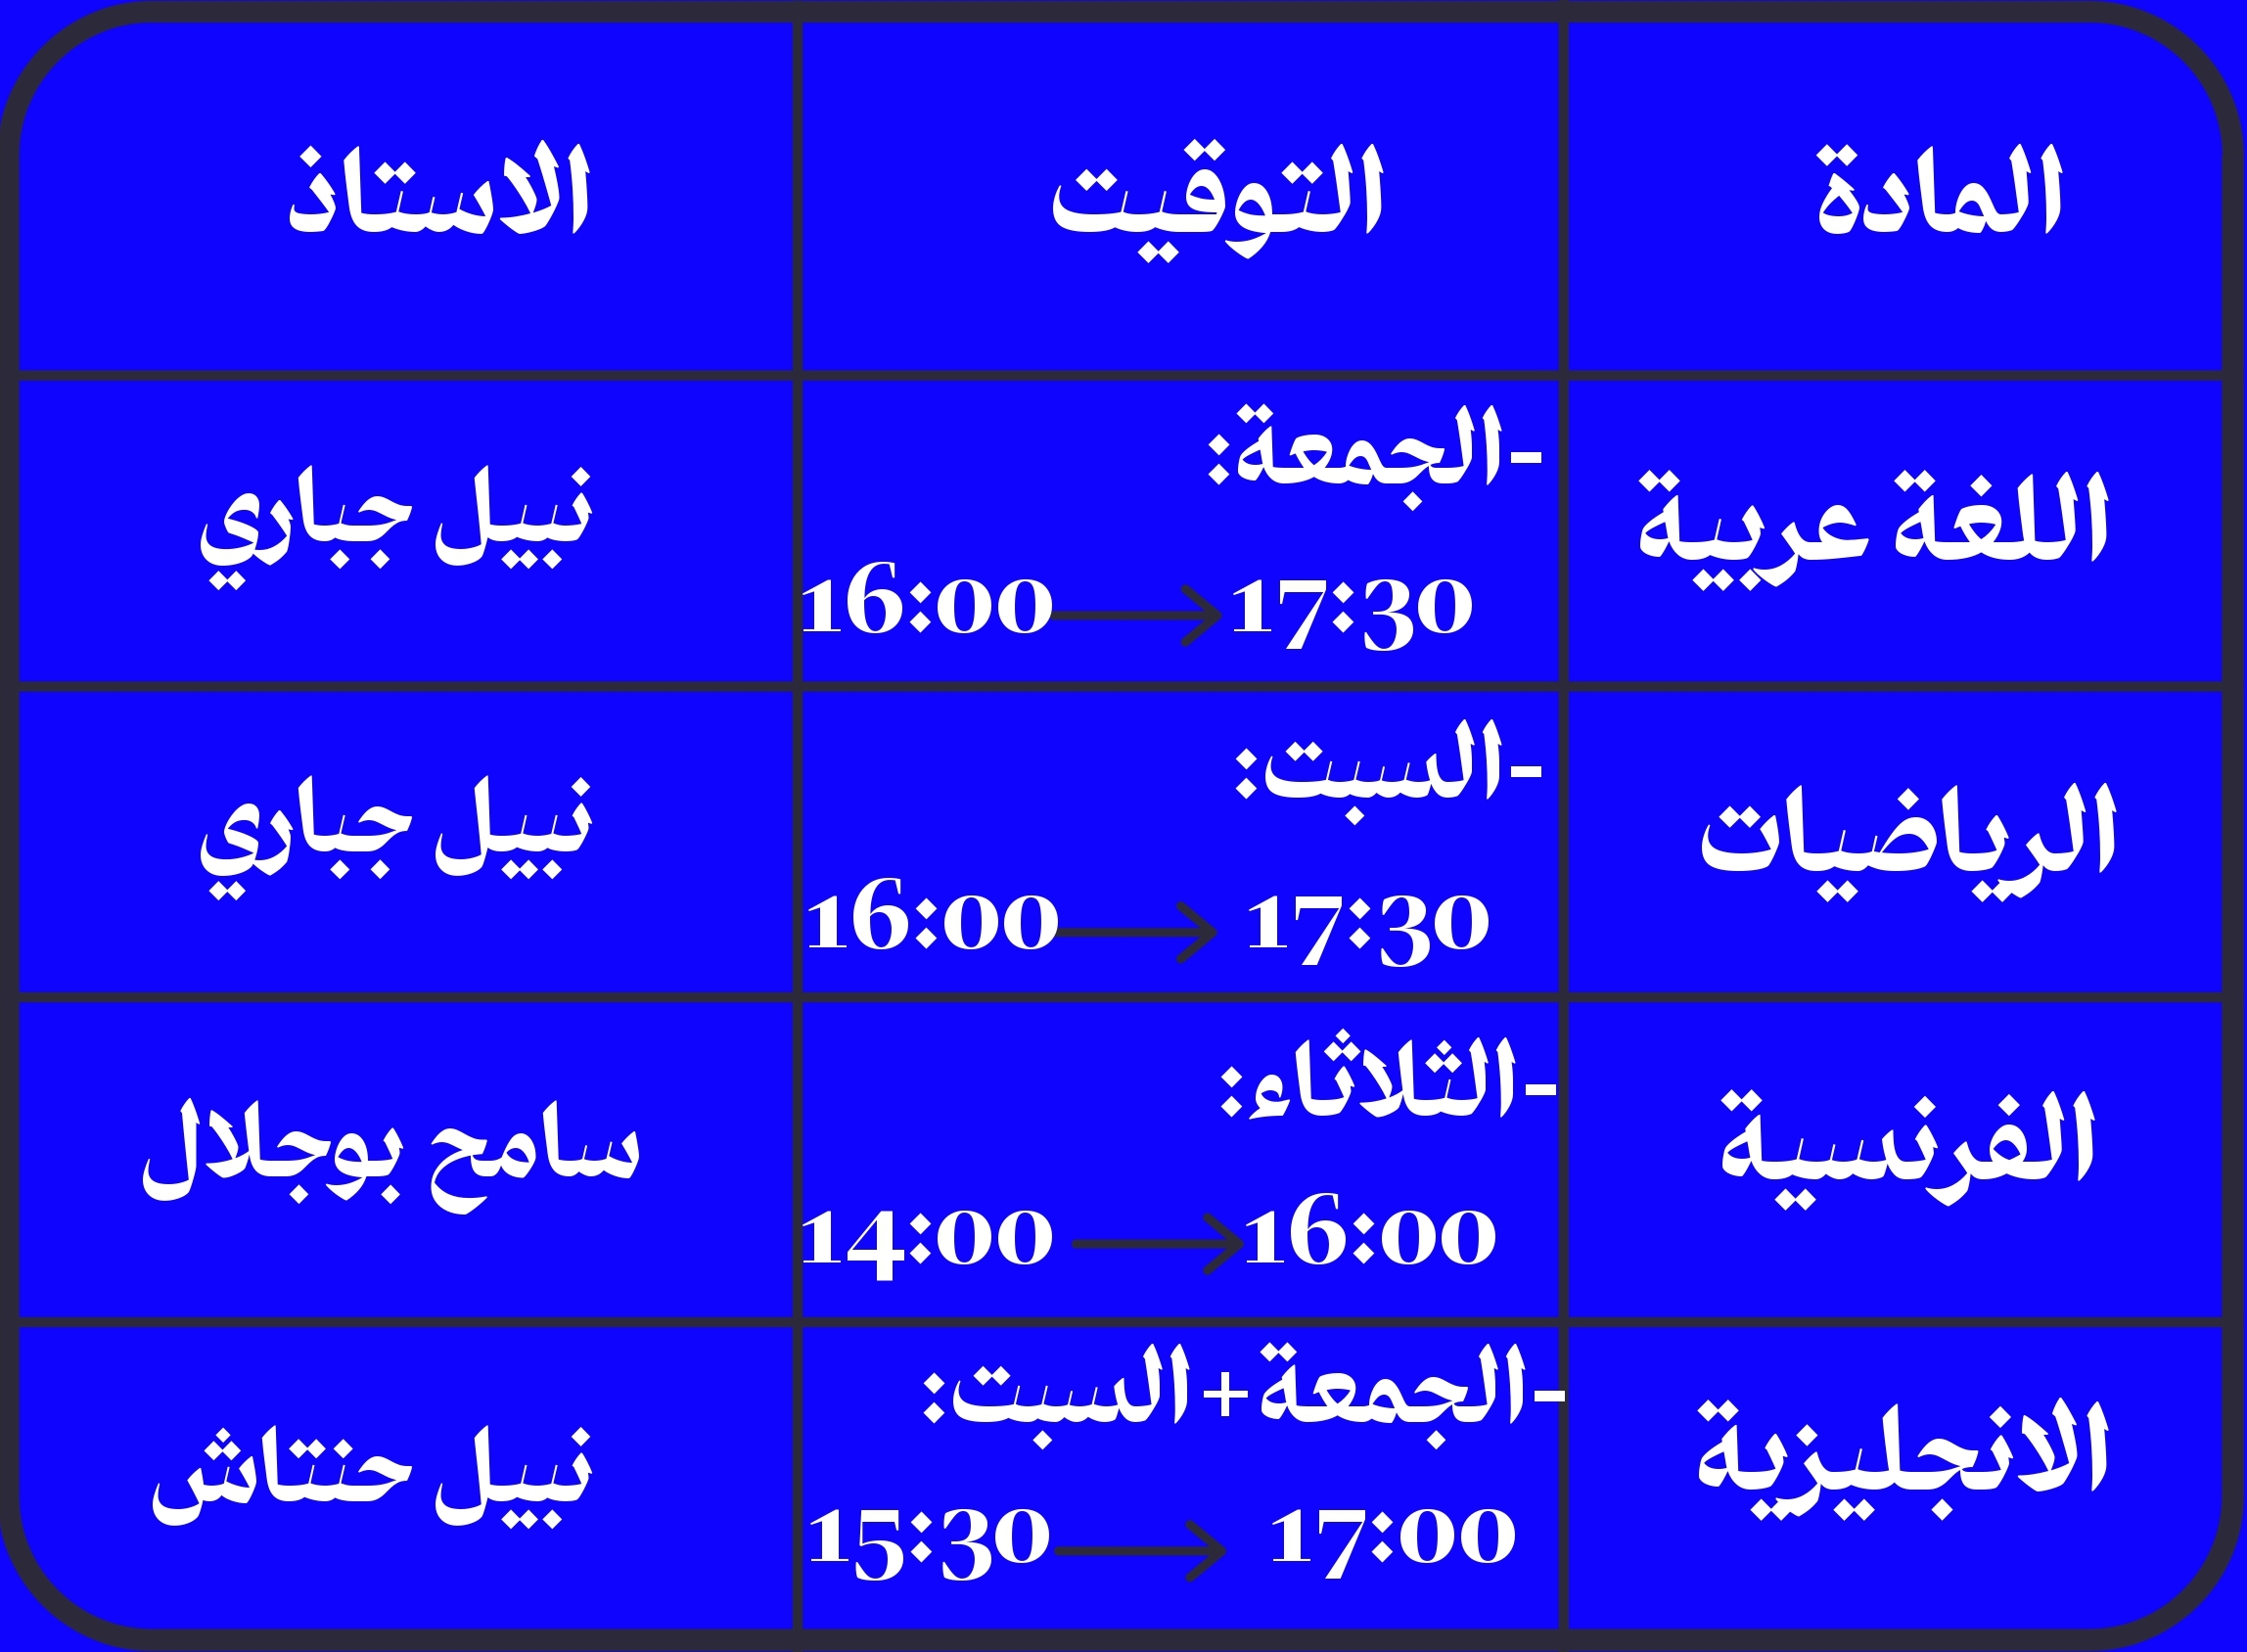 المادة
التوقيت
الاستاذ
اللغة عربية
-الجمعة:
16:00 → 17:30
نبيل جباري
الرياضيات
-السبت:
16:00 → 17:30
نبيل جباري
الفرنسية
-الثلاثاء:
14:00 → 16:00
سامح بوجلال
الانجليزية
-الجمعة+السبت:
15:30 → 17:00
نبيل حنتاش